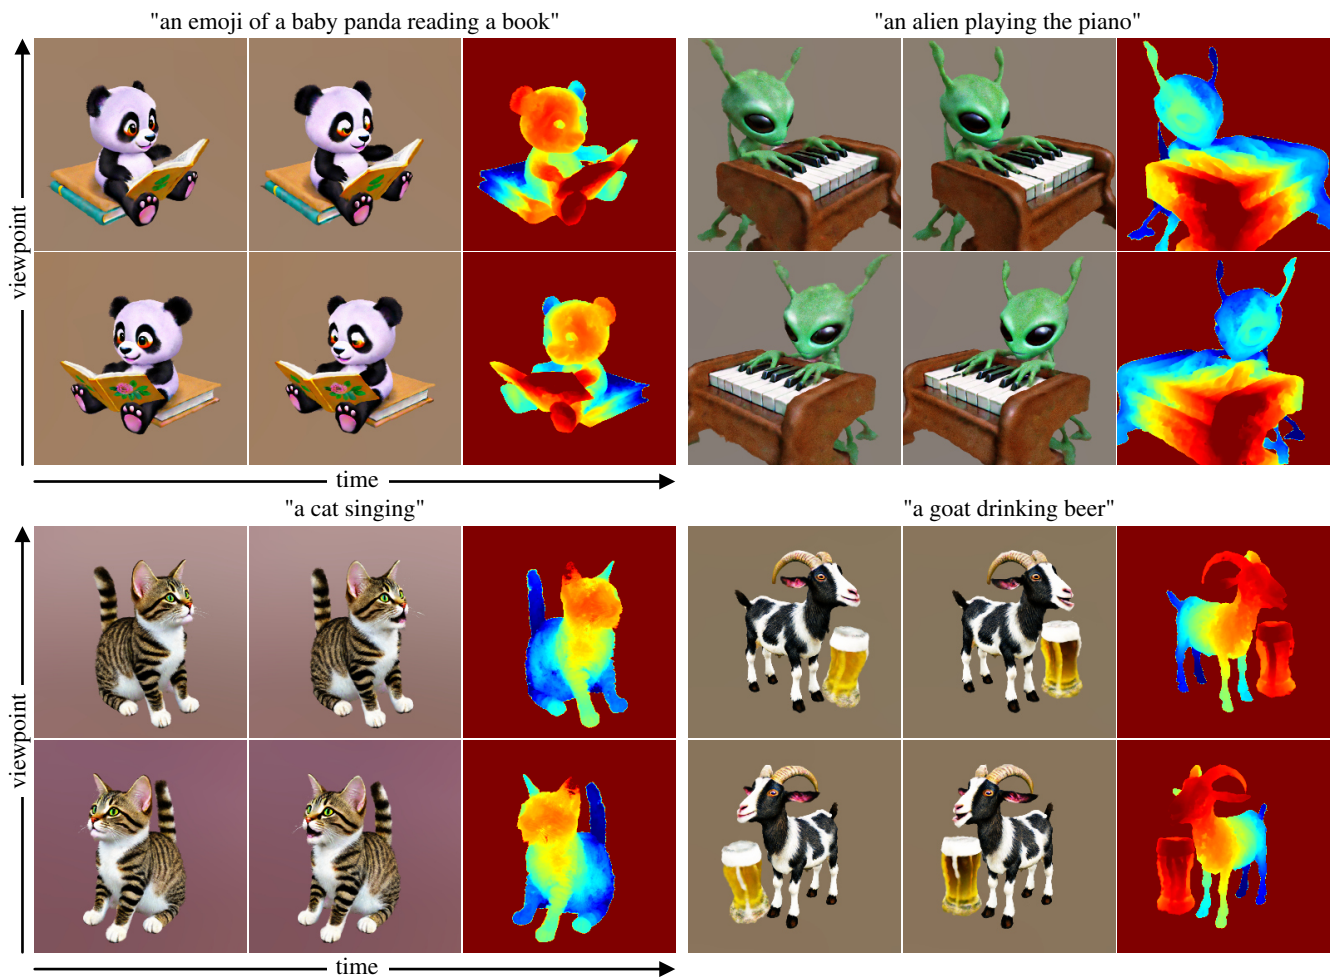 "an emoji of a baby panda reading a book"
"an alien playing the piano"
viewpoint
time
"a cat singing"
"a goat drinking beer"
viewpoint
time